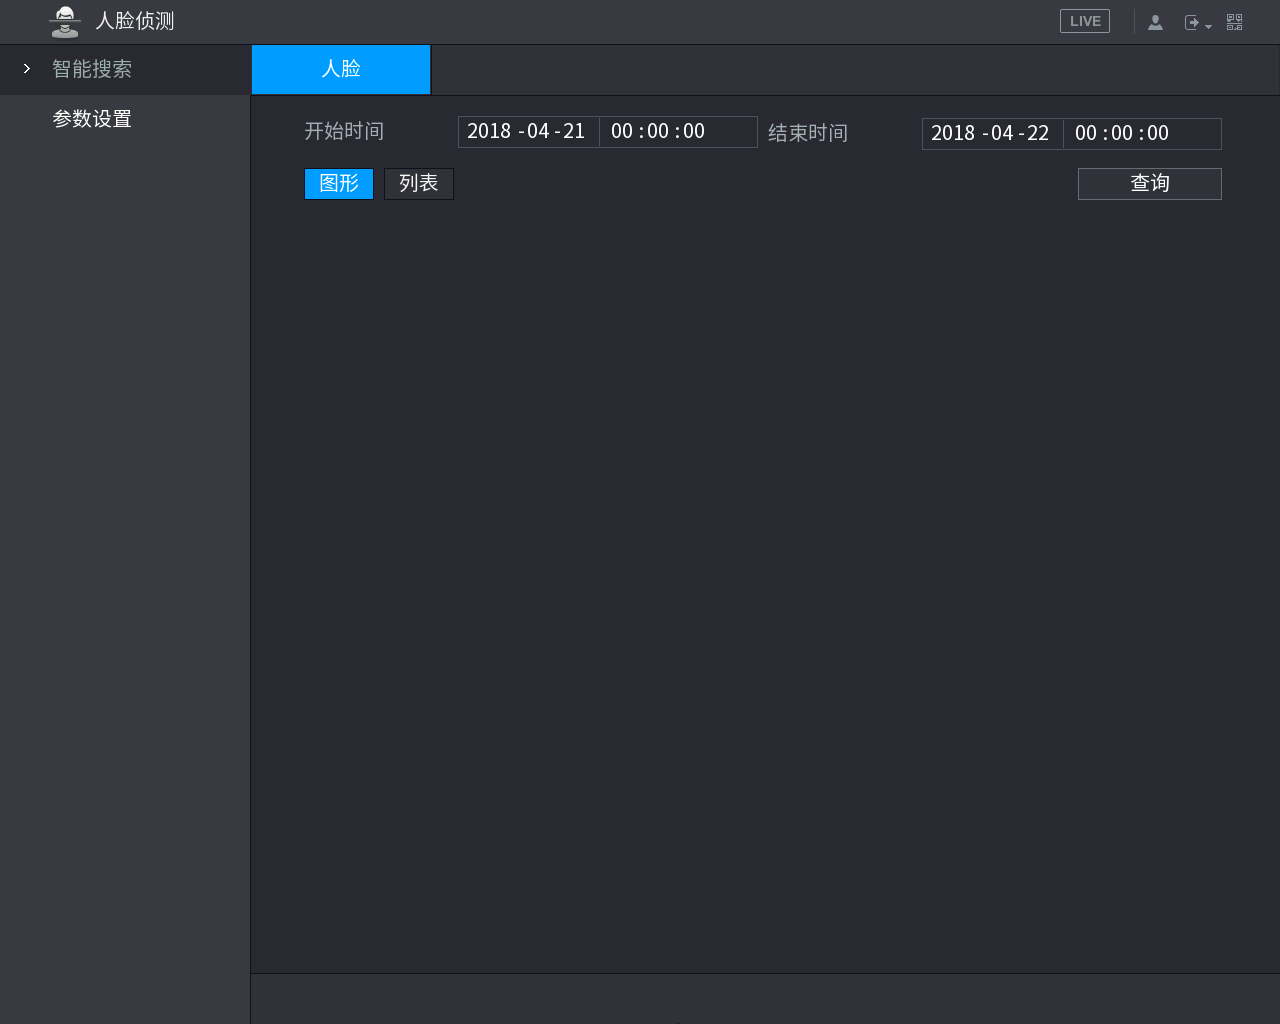 人脸侦测 LIVE
智能搜索 人脸
参数设置
开始时间 2018 -04 -21 00 :00 :00 结束时间 2018 -04 -22 00 :00 :00
图形 列表 查询